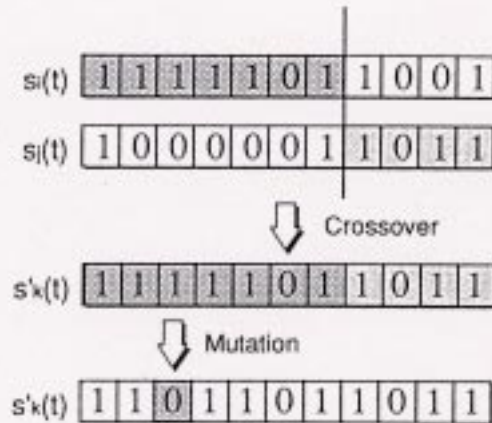 si(t) 1 1 1 1 1 0 1 1 0 0 1
sj(t) 1 0 0 0 0 0 1 1 0 1 1
Crossover
s'k(t) 1 1 1 1 1 0 1 1 0 1 1
Mutation
s'k(t) 1 1 0 1 1 0 1 1 0 1 1